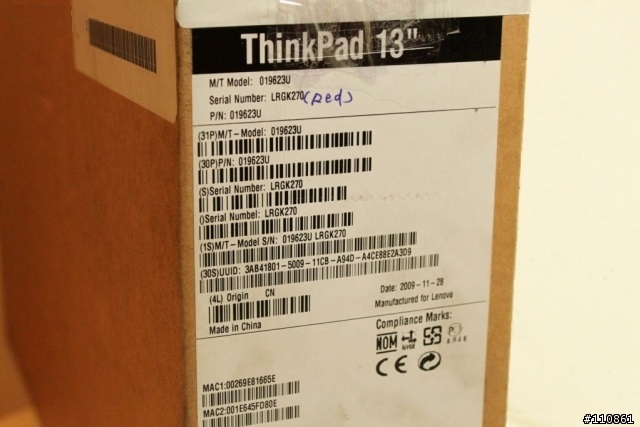 ThinkPad 13"
M/T Model: 019623U
Serial Number: LRGK270 (Red)
P/N: 019623U
(31P)M/T-Model: 019623U
(30P)P/N: 019623U
(S)Serial Number: LRGK270
()Serial Number: LRGK270
(1S)M/T-Model S/N: 019623U LRGK270
(30S)UUID: 3AB41801-5009-11CB-A94D-A4CE88E2A3D9
(4L) Origin CN
Date: 2009-11-28
Manufactured for Lenovo
Made in China
Compliance Marks:
NOM
CE
MAC1:00269E81665E
MAC2:001E645FD80E
#110861